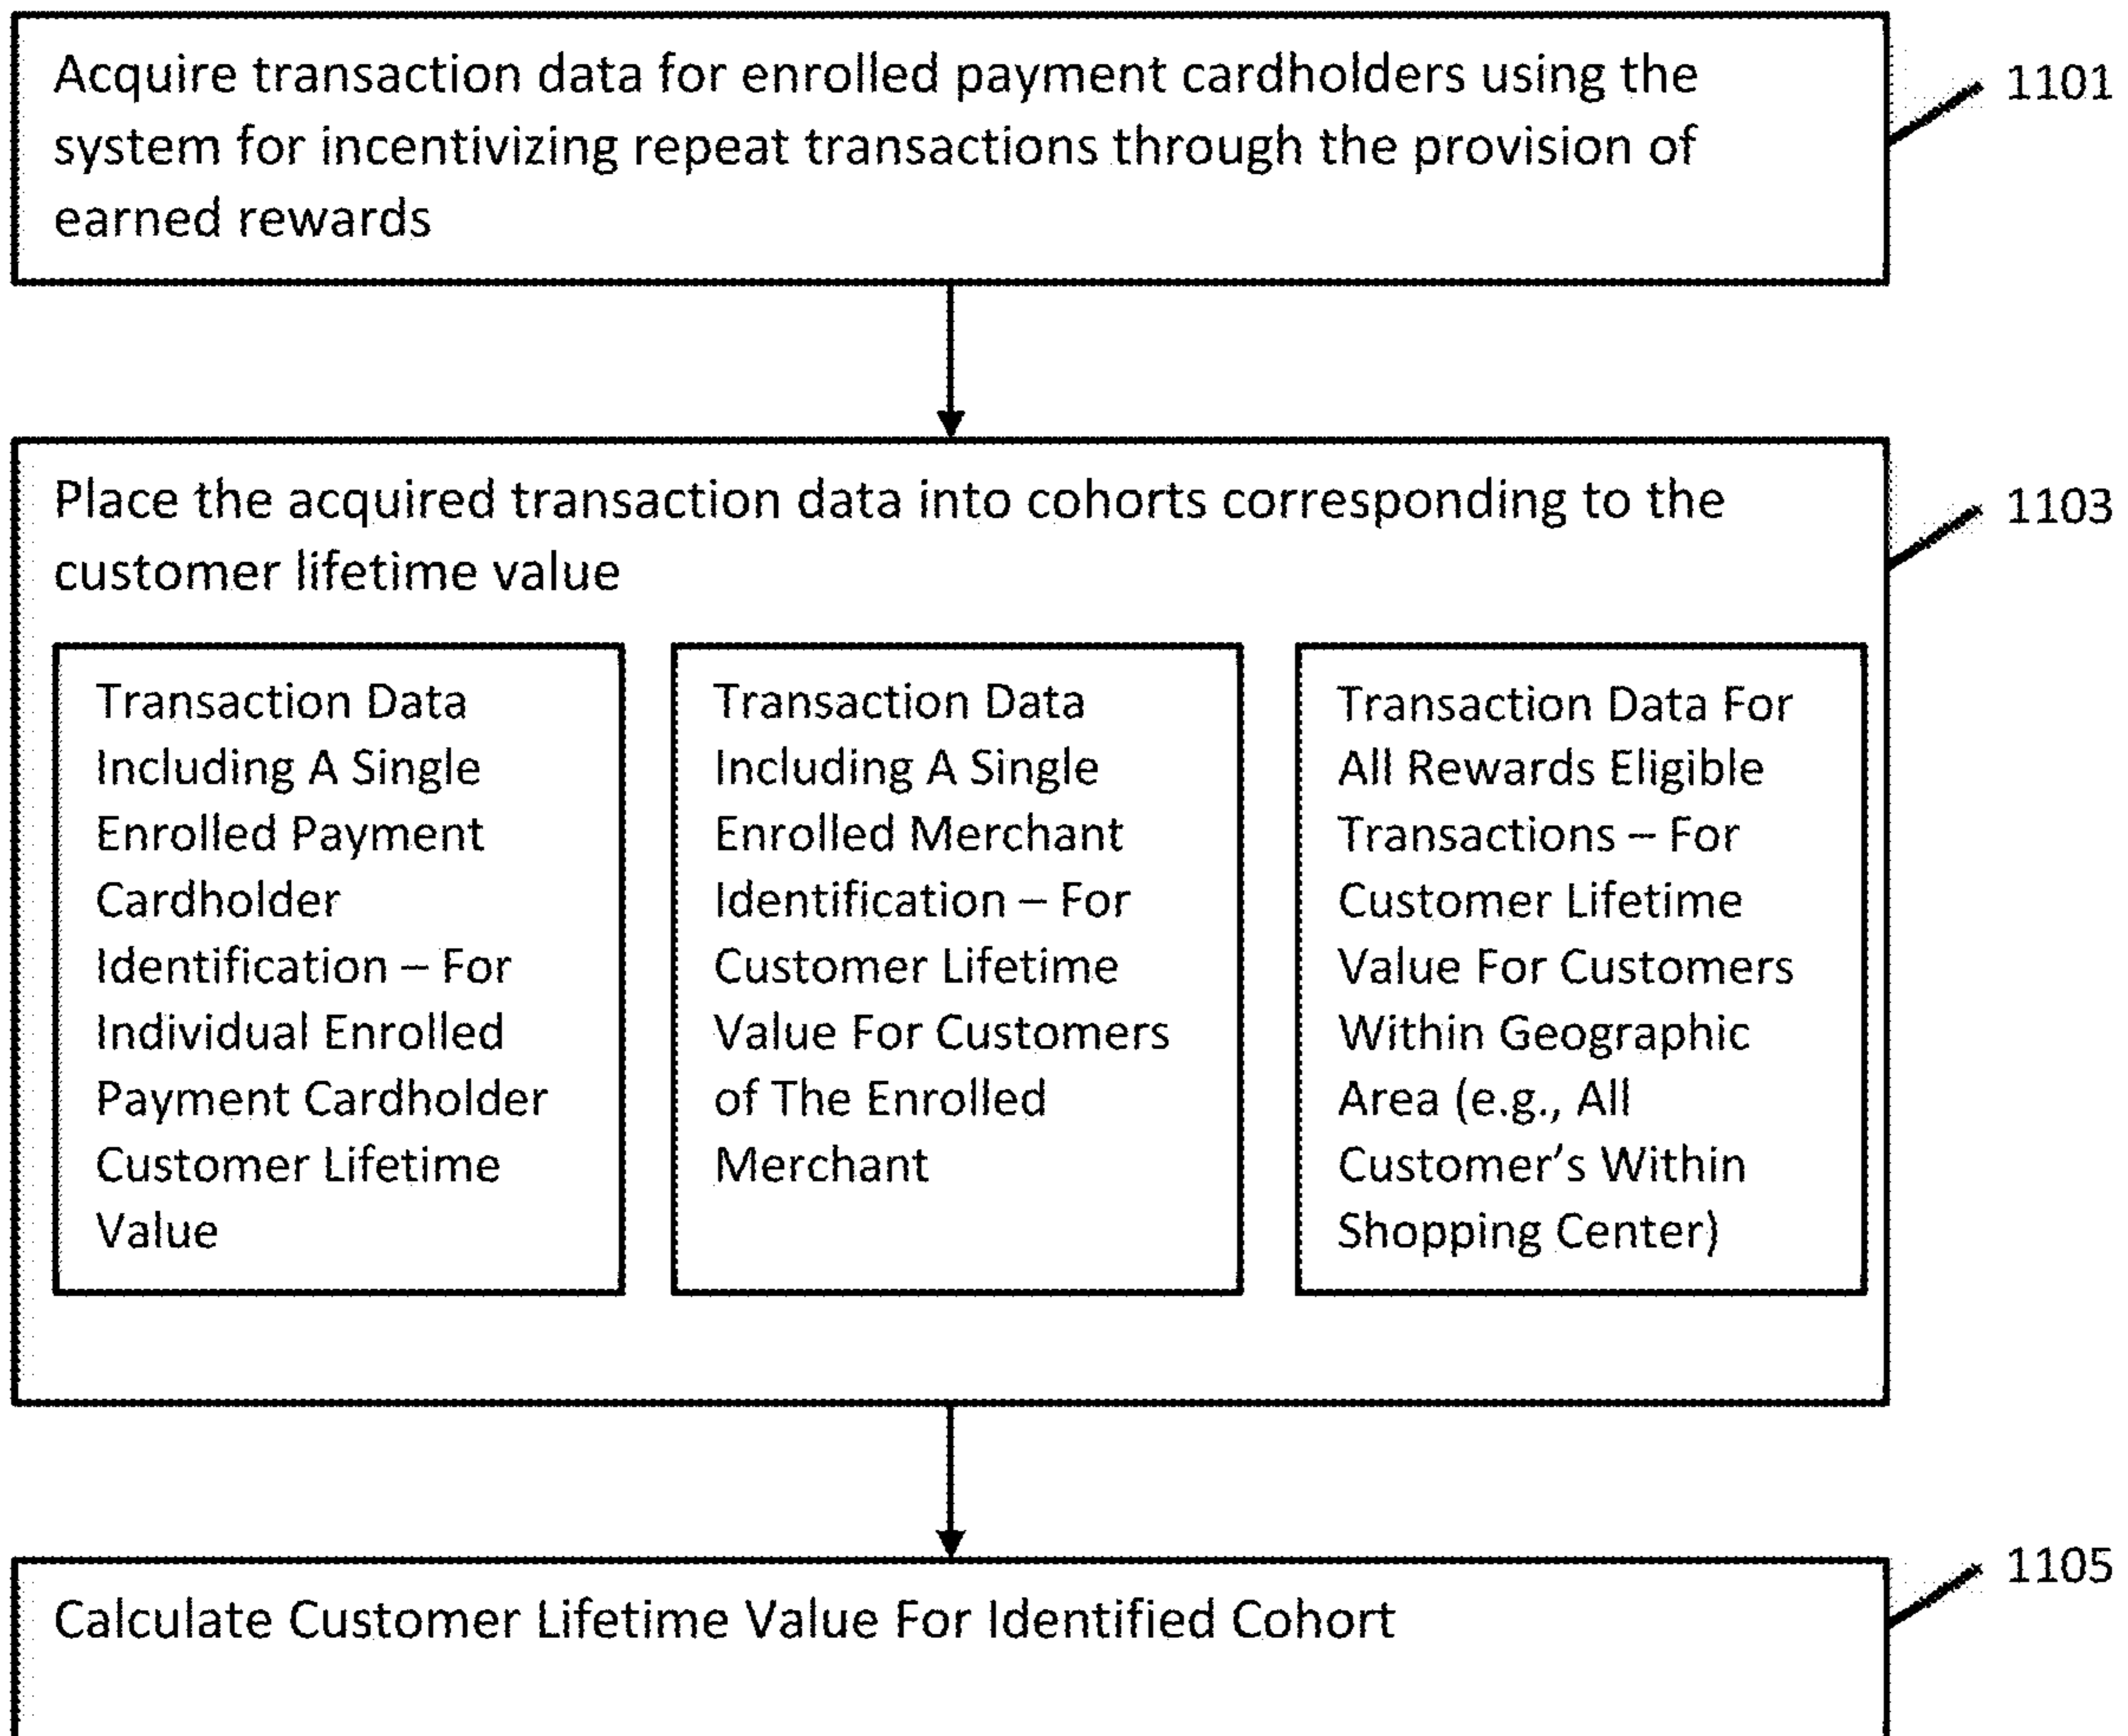 Acquire transaction data for enrolled payment cardholders using the
system for incentivizing repeat transactions through the provision of
earned rewards
1101
Place the acquired transaction data into cohorts corresponding to the
customer lifetime value
1103
Transaction Data
Including A Single
Enrolled Payment
Cardholder
Identification – For
Individual Enrolled
Payment Cardholder
Customer Lifetime
Value
Transaction Data
Including A Single
Enrolled Merchant
Identification – For
Customer Lifetime
Value For Customers
of The Enrolled
Merchant
Transaction Data For
All Rewards Eligible
Transactions – For
Customer Lifetime
Value For Customers
Within Geographic
Area (e.g., All
Customer’s Within
Shopping Center)
1105
Calculate Customer Lifetime Value For Identified Cohort